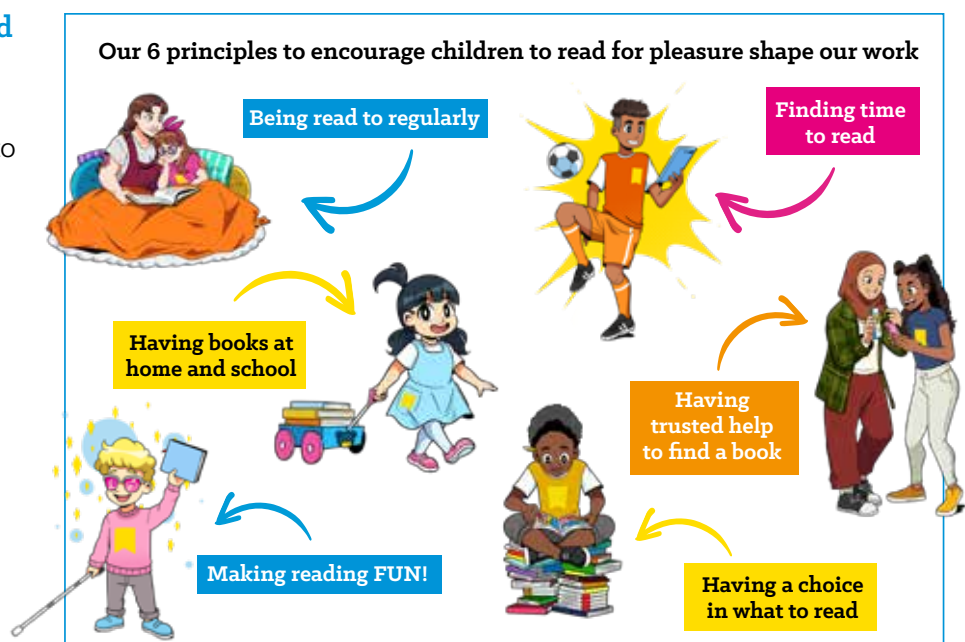 d
o
Our 6 principles to encourage children to read for pleasure shape our work
Being read to regularly
Finding time
to read
Having books at
home and school
Having
trusted help
to find a book
Making reading FUN!
Having a choice
in what to read